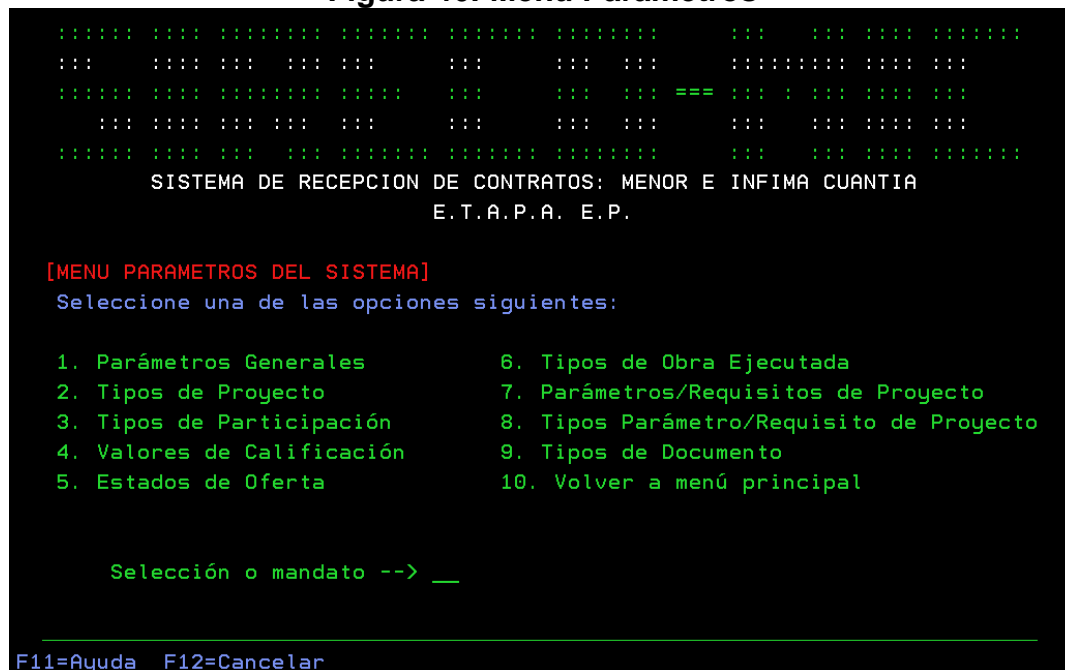 SISTEMA DE RECEPCION DE CONTRATOS: MENOR E INFIMA CUANTIA
E.T.A.P.A. E.P.
[MENU PARAMETROS DEL SISTEMA]
Seleccione una de las opciones siguientes:
1. Parámetros Generales
2. Tipos de Proyecto
3. Tipos de Participación
4. Valores de Calificación
5. Estados de Oferta
6. Tipos de Obra Ejecutada
7. Parámetros/Requisitos de Proyecto
8. Tipos Parámetro/Requisito de Proyecto
9. Tipos de Documento
10. Volver a menú principal
Selección o mandato --> __
F11=Ayuda F12=Cancelar